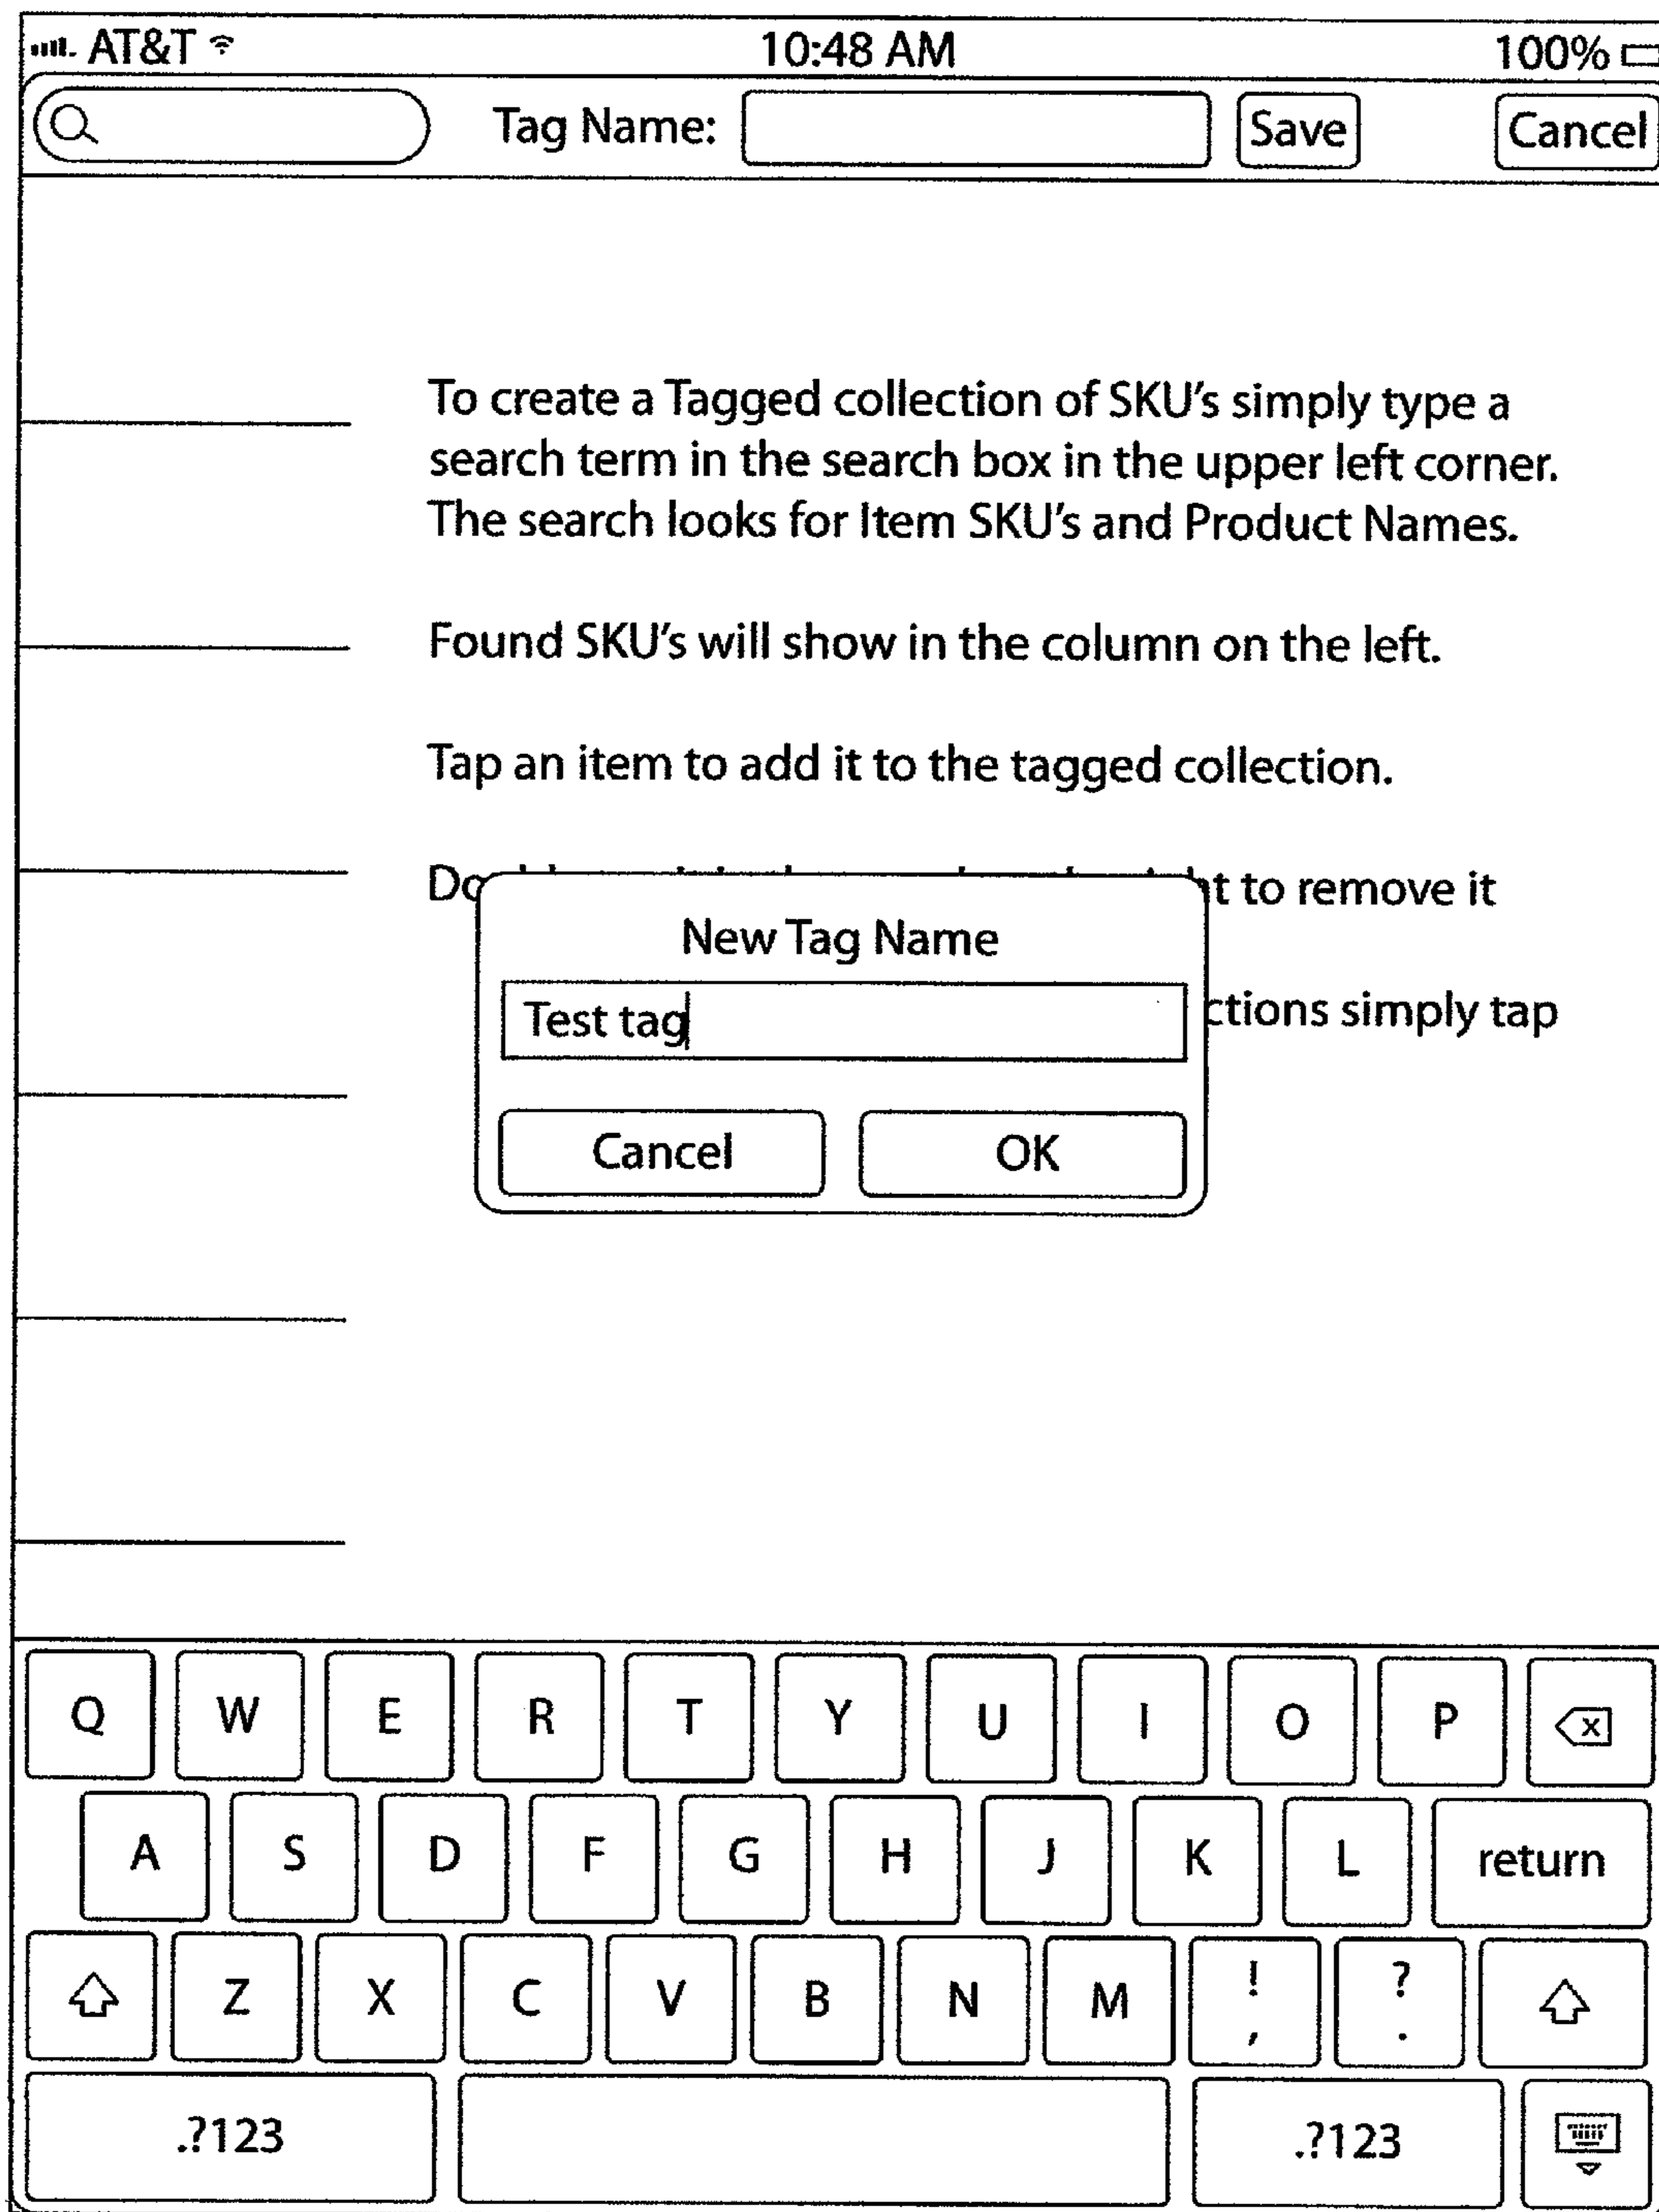 AT&T 10:48 AM 100%
Tag Name: Save Cancel
To create a Tagged collection of SKU's simply type a
search term in the search box in the upper left corner.
The search looks for Item SKU's and Product Names.
Found SKU's will show in the column on the left.
Tap an item to add it to the tagged collection.
to remove it
simply tap
New Tag Name
Test tag
Cancel OK
Q W E R T Y U I O P
A S D F G H J K L return
Z X C V B N M ! , ? .
.?123 .?123